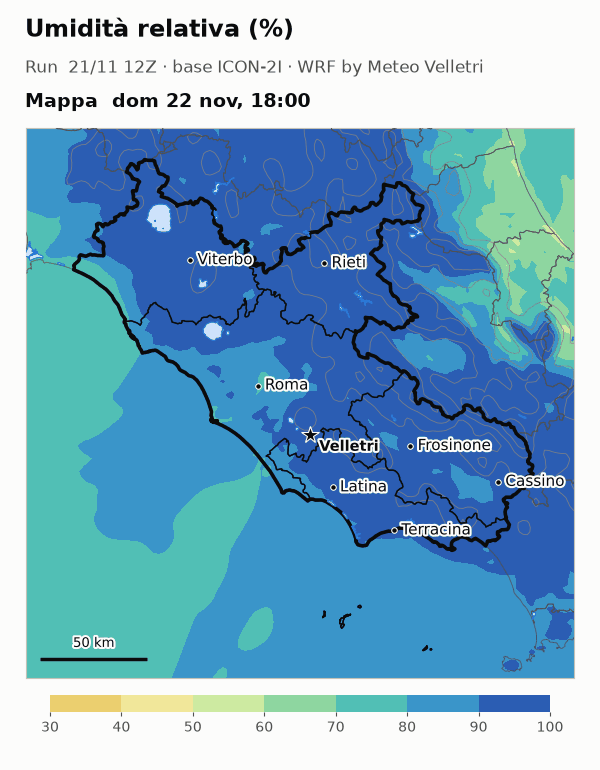 Umidità relativa (%)
Run 21/11 12Z · base ICON-2I · WRF by Meteo Velletri
Mappa dom 22 nov, 18:00
Viterbo
Rieti
Roma
Velletri
Frosinone
Latina
Cassino
Terracina
50 km
30 40 50 60 70 80 90 100